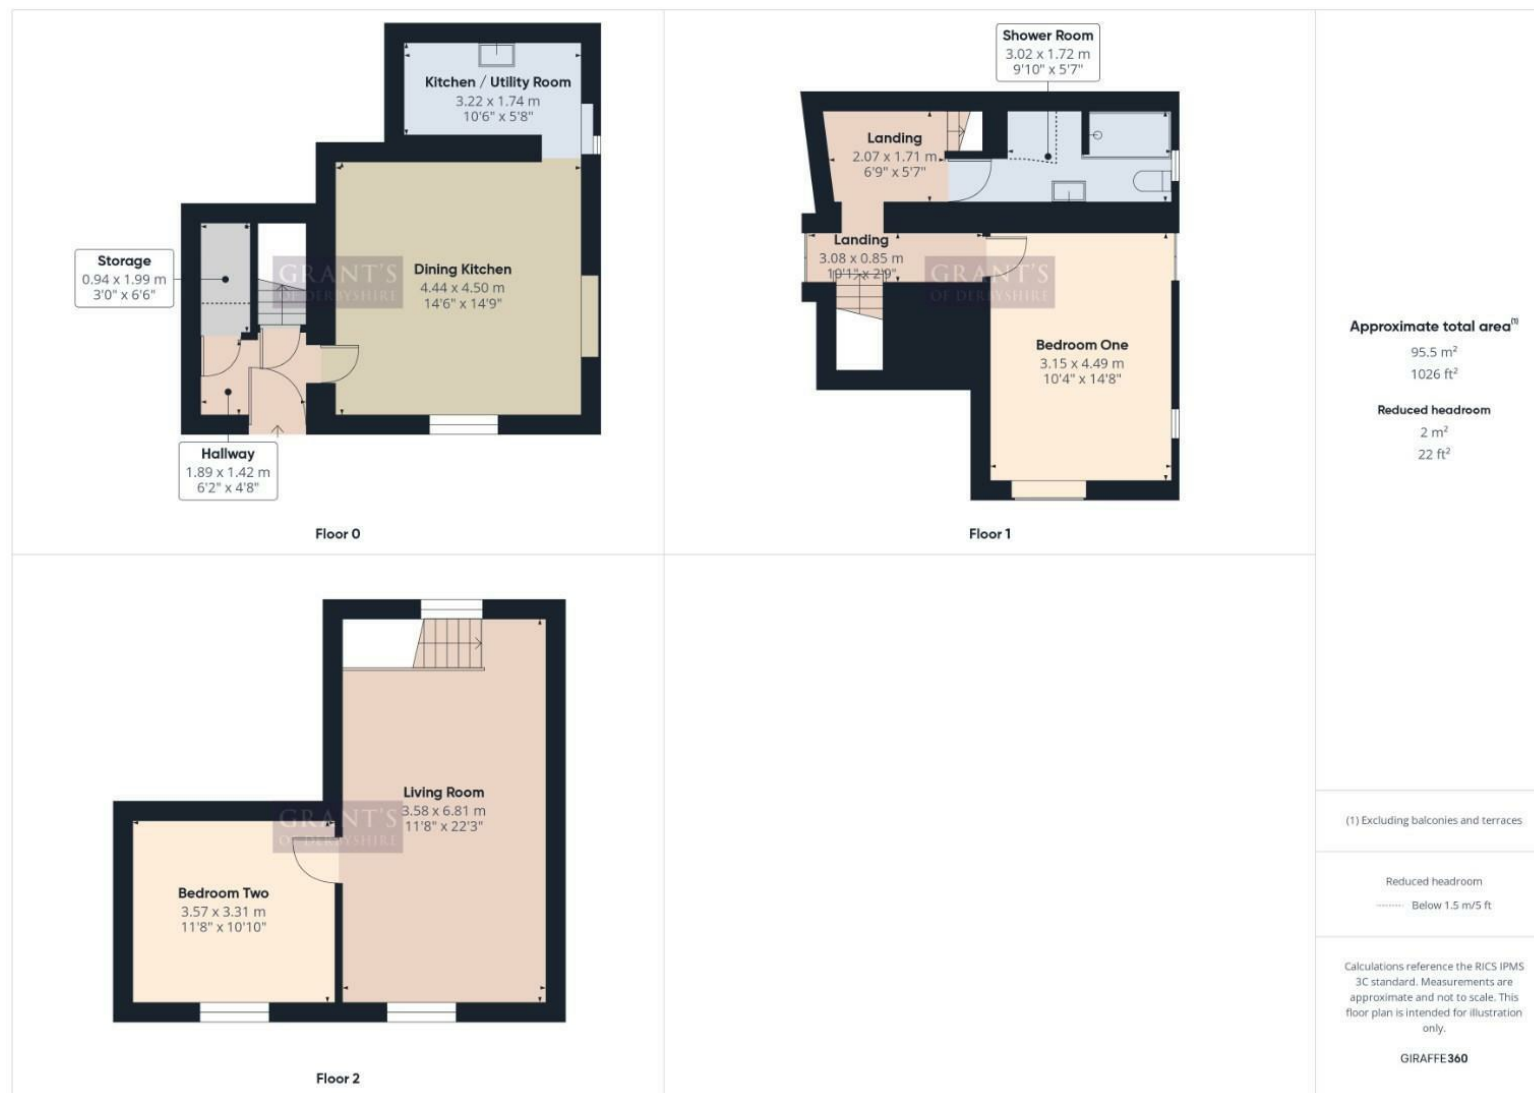 Kitchen / Utility Room
3.22 x 1.74 m
10'6" x 5'8"
Storage
0.94 x 1.99 m
3'0" x 6'6"
GRANT'S
OF DERBYSHIRE
Dining Kitchen
4.44 x 4.50 m
14'6" x 14'9"
Hallway
1.89 x 1.42 m
6'2" x 4'8"
Floor 0
Shower Room
3.02 x 1.72 m
9'10" x 5'7"
Landing
2.07 x 1.71 m
6'9" x 5'7"
Landing
3.08 x 0.85 m
10'1" x 2'9"
GRANT'S
OF DERBYSHIRE
Bedroom One
3.15 x 4.49 m
10'4" x 14'8"
Floor 1
Living Room
3.58 x 6.81 m
11'8" x 22'3"
GRANT'S
OF DERBYSHIRE
Bedroom Two
3.57 x 3.31 m
11'8" x 10'10"
Floor 2
Approximate total area(1)
95.5 m²
1026 ft²
Reduced headroom
2 m²
22 ft²
(1) Excluding balconies and terraces
Reduced headroom
Below 1.5 m/5 ft
Calculations reference the RICS IPMS
3C standard. Measurements are
approximate and not to scale. This
floor plan is intended for illustration
only.
GIRAFFE360